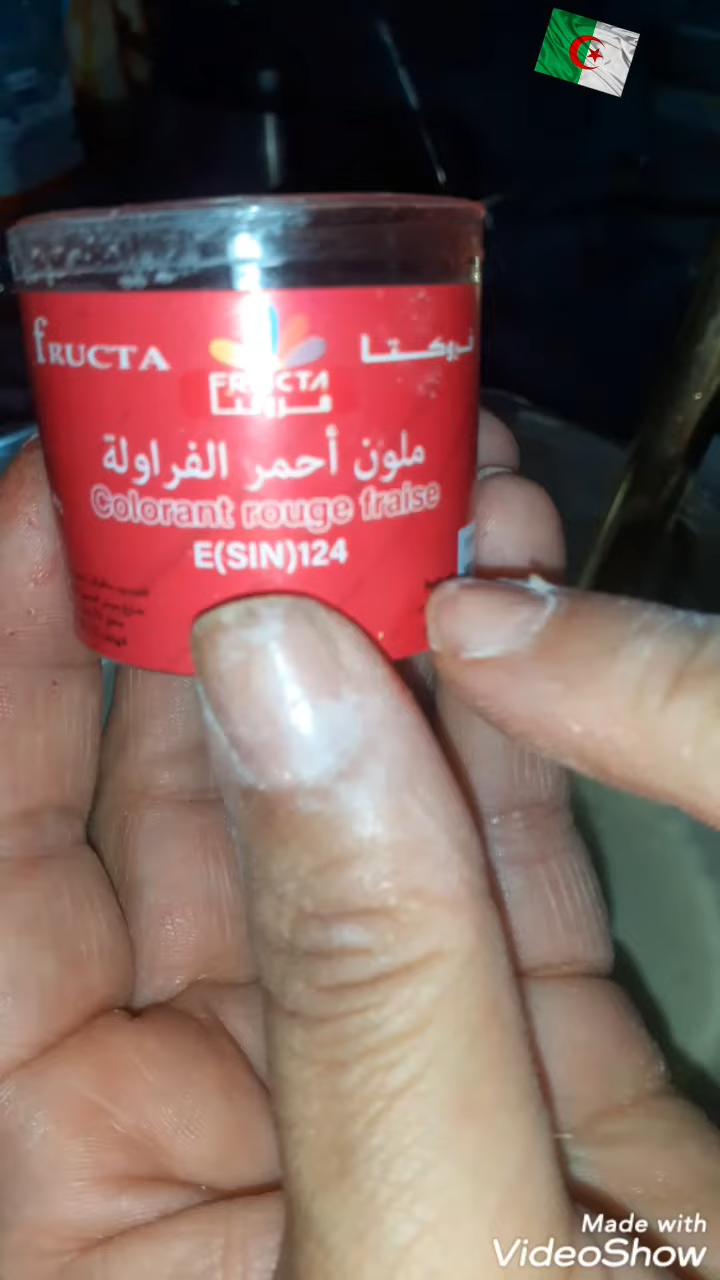 fRUCTA
فروكتا
FRUCTA
ملون أحمر الفراولة
Colorant rouge fraise
E(SIN)124
Made with
VideoShow